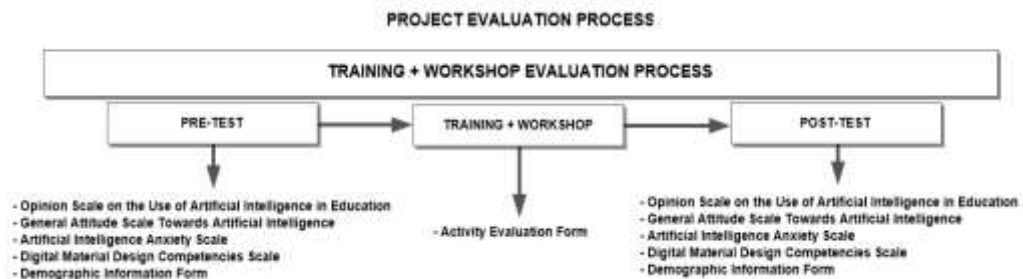 PROJECT EVALUATION PROCESS
TRAINING + WORKSHOP EVALUATION PROCESS
PRE-TEST
TRAINING + WORKSHOP
POST-TEST
- Opinion Scale on the Use of Artificial Intelligence in Education
- General Attitude Scale Towards Artificial Intelligence
- Artificial Intelligence Anxiety Scale
- Digital Material Design Competencies Scale
- Demographic Information Form
- Activity Evaluation Form
- Opinion Scale on the Use of Artificial Intelligence in Education
- General Attitude Scale Towards Artificial Intelligence
- Artificial Intelligence Anxiety Scale
- Digital Material Design Competencies Scale
- Demographic Information Form